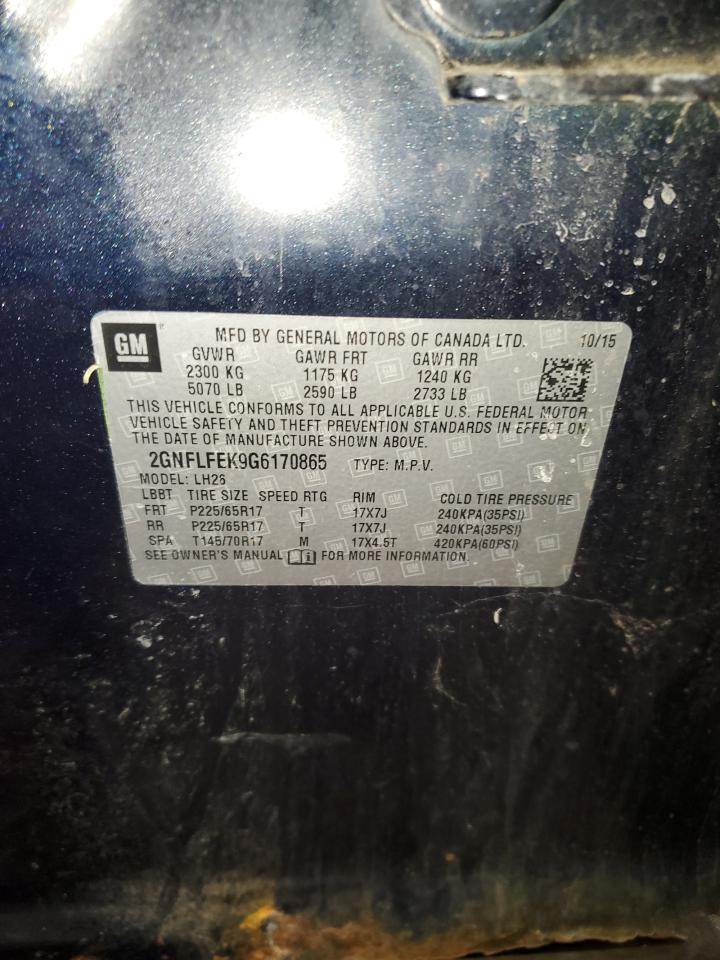 GM
MFD BY GENERAL MOTORS OF CANADA LTD. 10/15
GVWR GAWR FRT GAWR RR
2300 KG 1175 KG 1240 KG
5070 LB 2590 LB 2733 LB
THIS VEHICLE CONFORMS TO ALL APPLICABLE U.S. FEDERAL MOTOR
VEHICLE SAFETY AND THEFT PREVENTION STANDARDS IN EFFECT ON
THE DATE OF MANUFACTURE SHOWN ABOVE.
2GNFLFEK9G6170865 TYPE: M.P.V.
MODEL: LH26
LBBT TIRE SIZE SPEED RTG RIM COLD TIRE PRESSURE
FRT P225/65R17 T 17X7J 240KPA(35PSI)
RR P225/65R17 T 17X7J 240KPA(35PSI)
SPA T145/70R17 M 17X4.5T 420KPA(60PSI)
SEE OWNER'S MANUAL FOR MORE INFORMATION.